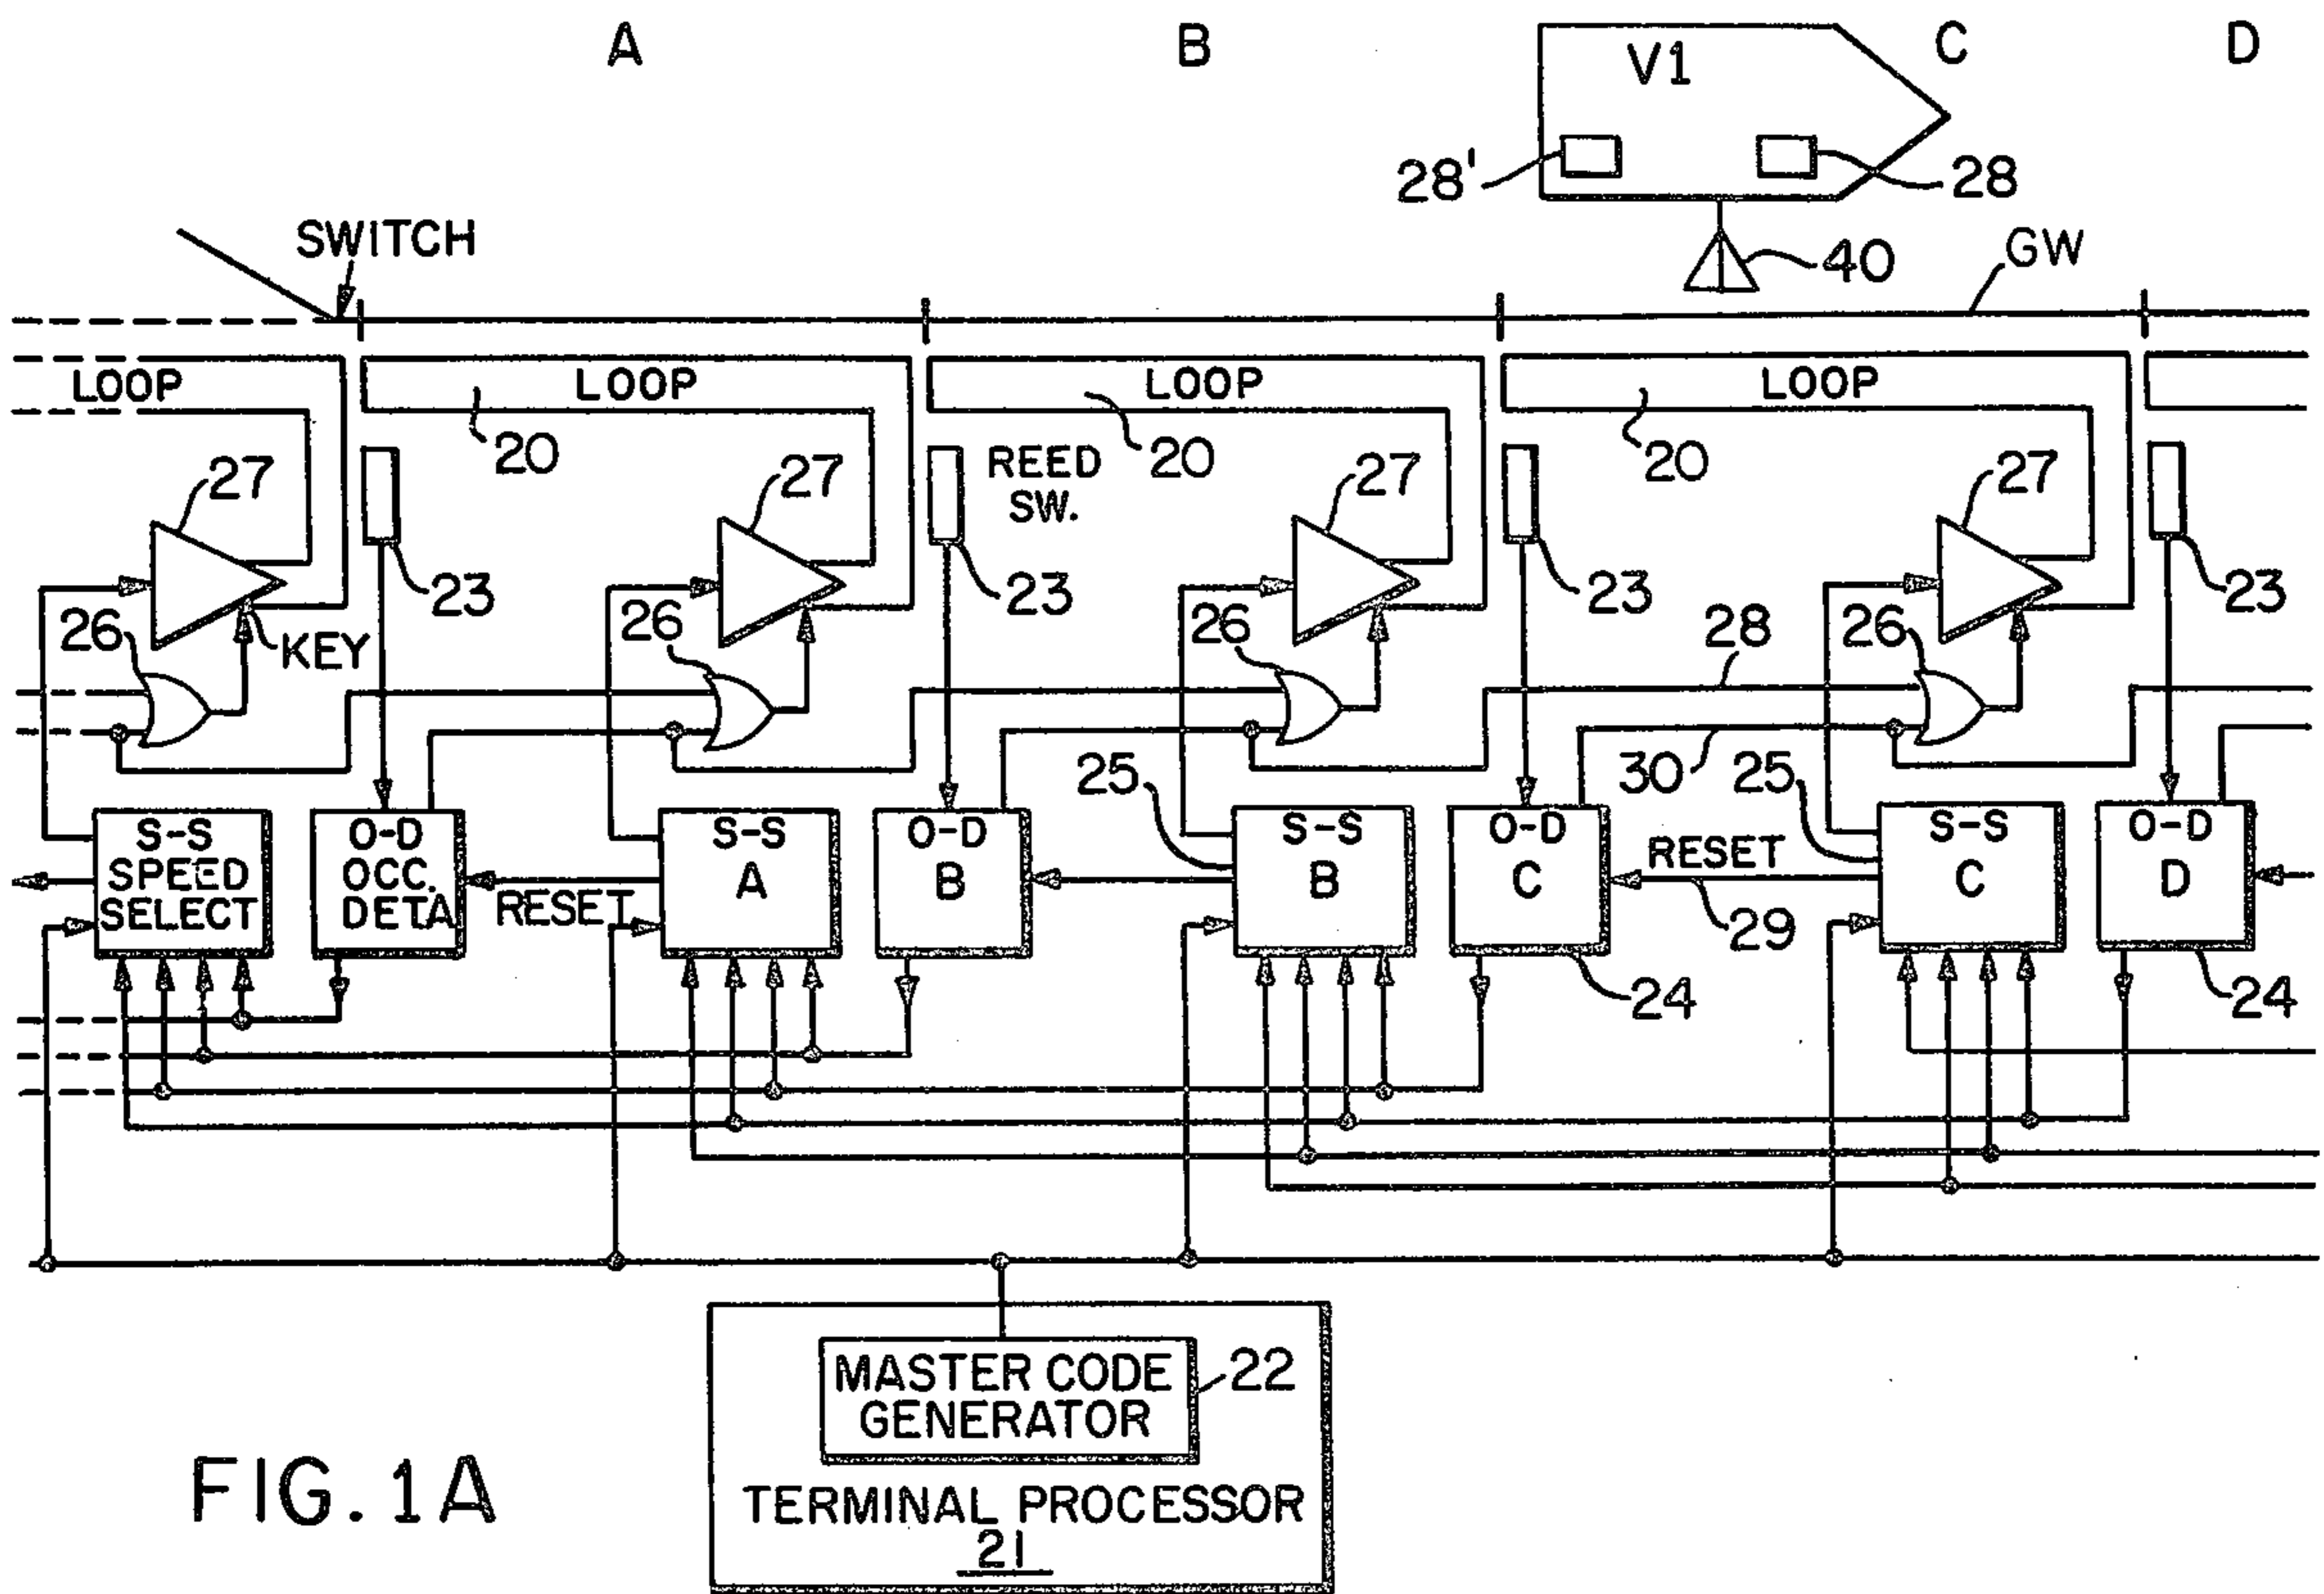 A B C D
V1
28' 28
SWITCH
40 GW
LOOP LOOP LOOP LOOP
20 20 20
REED
SW.
27 27 27 27
23 23 23 23
26 26 26 26
KEY
28
30
25 25
S-S
SPEED
SELECT
O-D
OCC.
DETA
RESET
S-S
A
O-D
B
S-S
B
O-D
C
RESET
29
S-S
C
O-D
D
24 24
MASTER CODE
GENERATOR
22
TERMINAL PROCESSOR
21
FIG. 1A